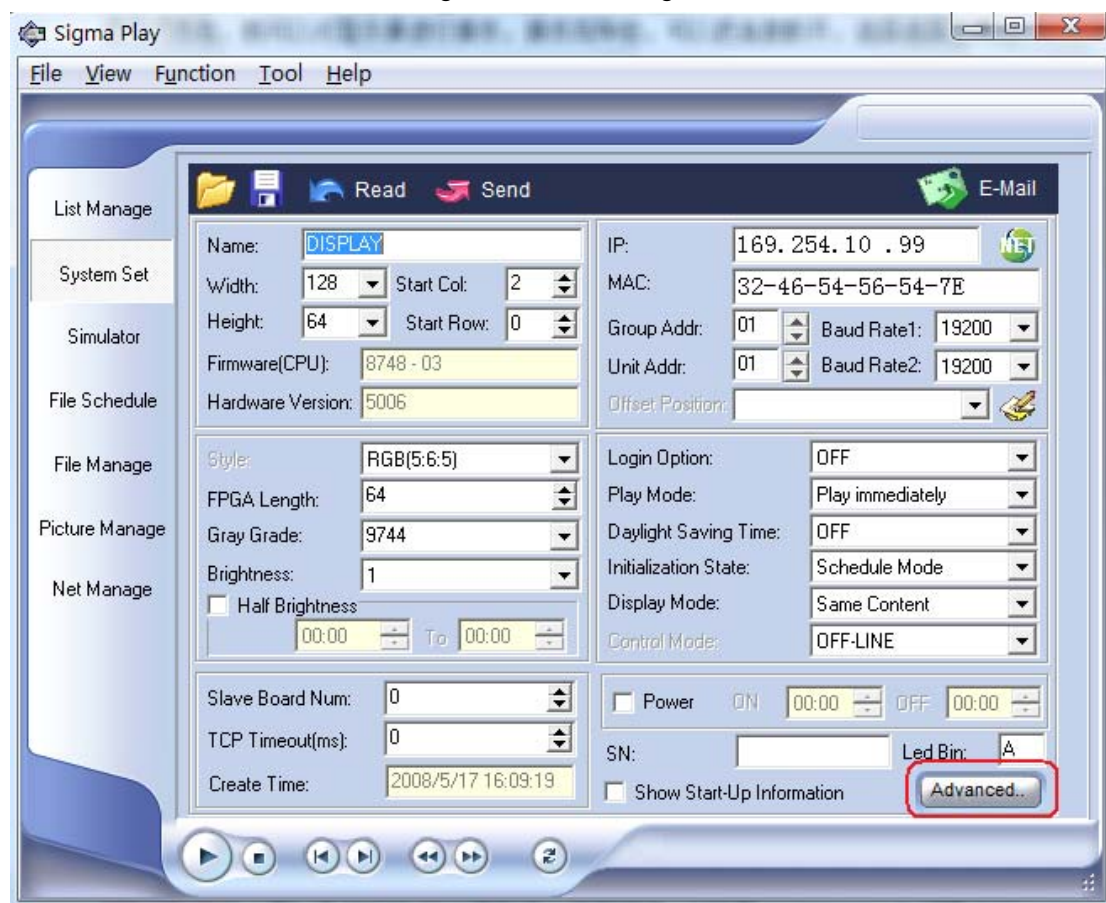 Sigma Play
File View Function Tool Help
Read Send E-Mail
List Manage
System Set
Simulator
File Schedule
File Manage
Picture Manage
Net Manage
Name: DISPLAY
Width: 128 Start Col: 2
Height: 64 Start Row: 0
Firmware(CPU): 8748 - 03
Hardware Version: 5006
IP: 169.254.10 .99 NET
MAC: 32-46-54-56-54-7E
Group Addr: 01 Baud Rate1: 19200
Unit Addr: 01 Baud Rate2: 19200
Offset Position:
Style: RGB(5:6:5)
FPGA Length: 64
Gray Grade: 9744
Brightness: 1
Half Brightness
00:00 To 00:00
Login Option: OFF
Play Mode: Play immediately
Daylight Saving Time: OFF
Initialization State: Schedule Mode
Display Mode: Same Content
Control Mode: OFF-LINE
Slave Board Num: 0
TCP Timeout(ms): 0
Create Time: 2008/5/17 16:09:19
Power ON 00:00 OFF 00:00
SN: Led Bin: A
Show Start-Up Information Advanced..